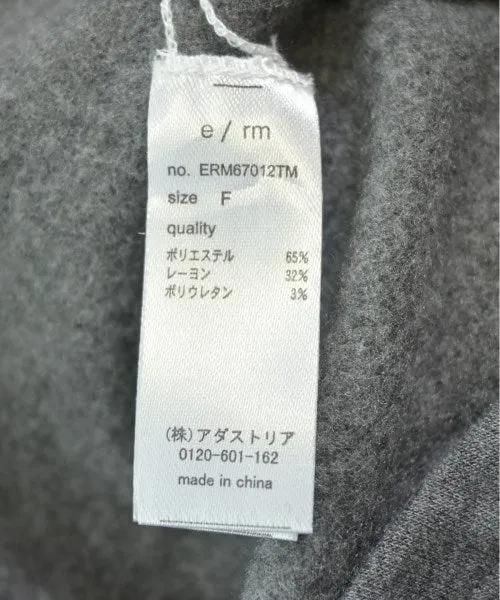 e / rm
no. ERM67012TM
size F
quality
ポリエステル 65%
レーヨン 32%
ポリウレタン 3%
(株)アダストリア
0120-601-162
made in china